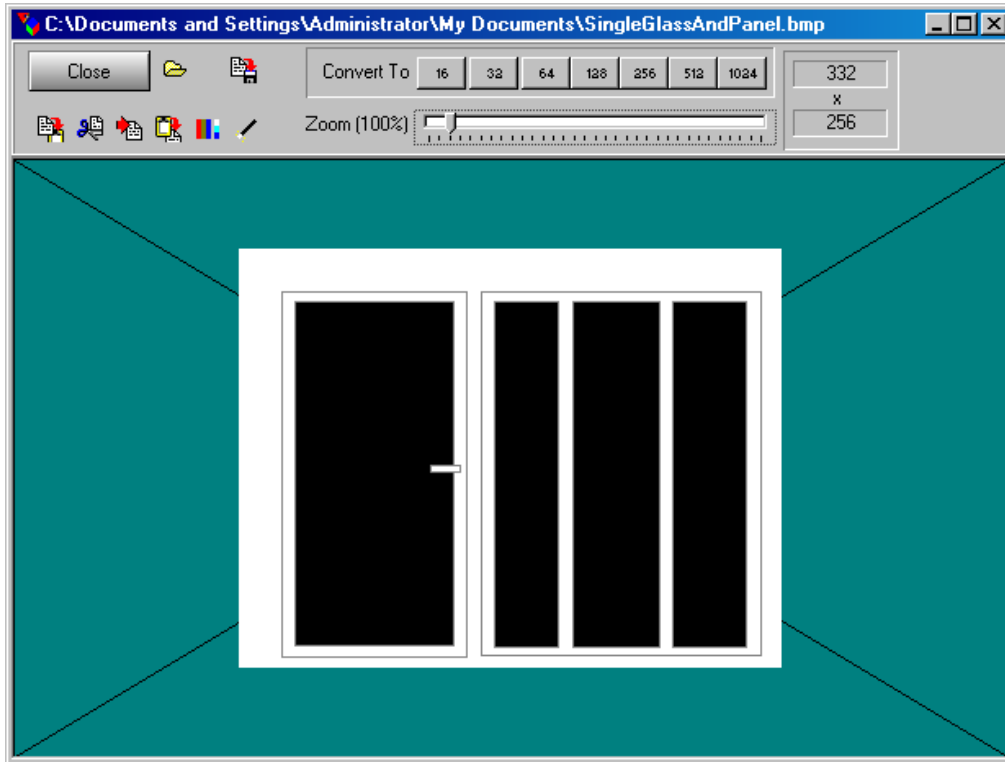 C:\Documents and Settings\Administrator\My Documents\SingleGlassAndPanel.bmp
Close
Convert To 16 32 64 128 256 512 1024
332
x
256
Zoom (100%)